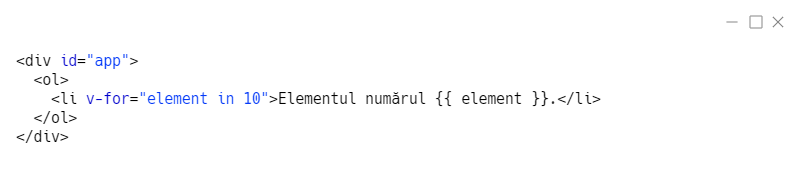 <div id="app">
  <ol>
    <li v-for="element in 10">Elementul numărul {{ element }}.</li>
  </ol>
</div>